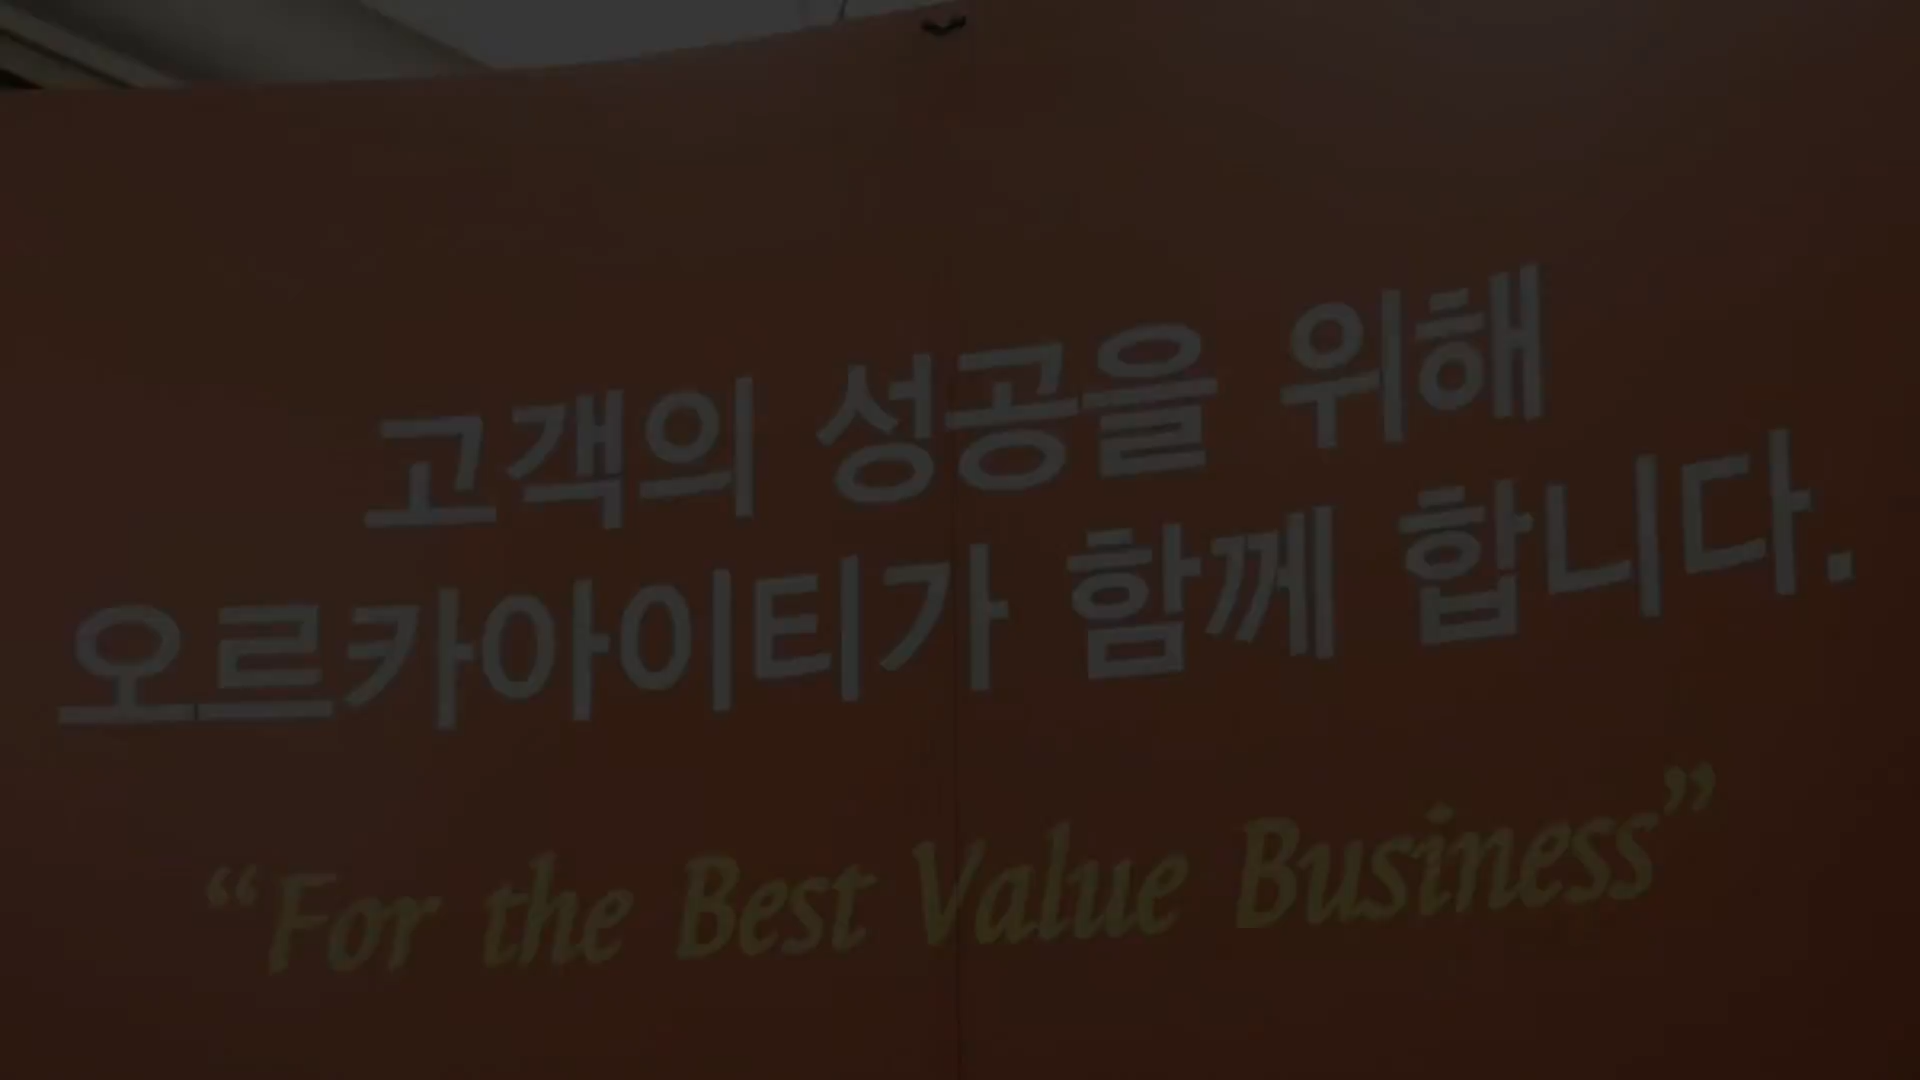 고객의 성공을 위해
오르카아이티가 함께 합니다.
“For the Best Value Business”